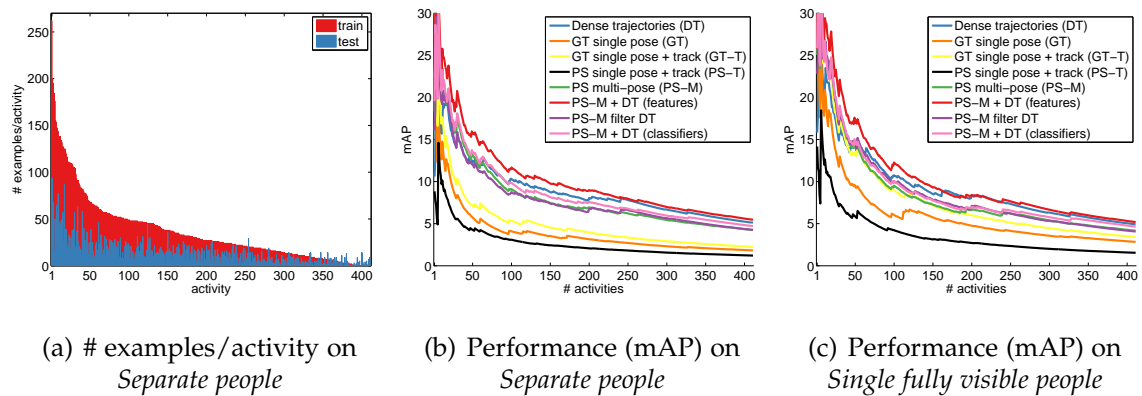 250
200
150
100
50
0
# examples/activity
train
test
1 50 100 150 200 250 300 350 400
activity
(a) # examples/activity on
Separate people
30
25
20
15
10
5
0
mAP
Dense trajectories (DT)
GT single pose (GT)
GT single pose + track (GT−T)
PS single pose + track (PS−T)
PS multi−pose (PS−M)
PS−M + DT (features)
PS−M filter DT
PS−M + DT (classifiers)
1 50 100 150 200 250 300 350 400
# activities
(b) Performance (mAP) on
Separate people
30
25
20
15
10
5
0
mAP
Dense trajectories (DT)
GT single pose (GT)
GT single pose + track (GT−T)
PS single pose + track (PS−T)
PS multi−pose (PS−M)
PS−M + DT (features)
PS−M filter DT
PS−M + DT (classifiers)
1 50 100 150 200 250 300 350 400
# activities
(c) Performance (mAP) on
Single fully visible people